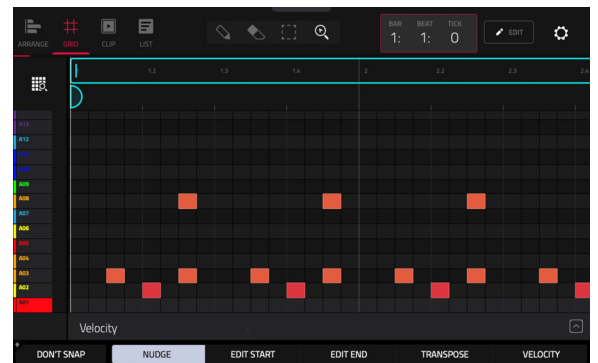 BAR BEAT TICK
1: 1: 0
EDIT
ARRANGE GRID CLIP LIST
1.2 1.3 1.4 2 2.2 2.3 2.4
A13
A12
A09
A08
A07
A06
A05
A04
A03
A02
A01
Velocity
DON'T SNAP NUDGE EDIT START EDIT END TRANSPOSE VELOCITY